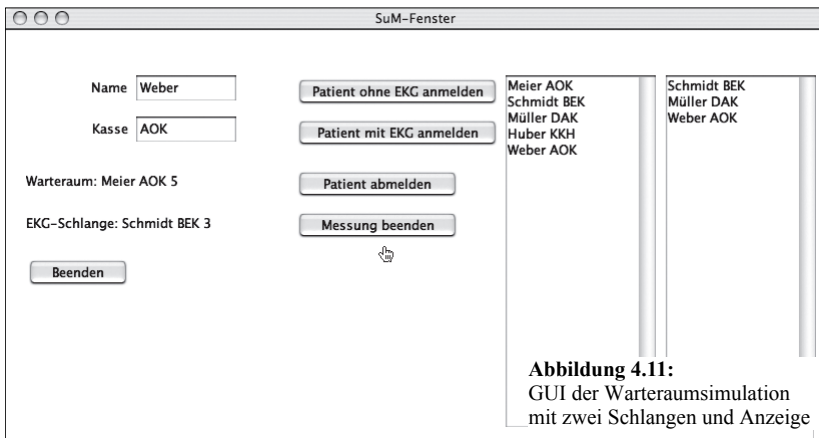 SuM-Fenster
Name Weber
Kasse AOK
Warteraum: Meier AOK 5
EKG-Schlange: Schmidt BEK 3
Beenden
Patient ohne EKG anmelden
Patient mit EKG anmelden
Patient abmelden
Messung beenden
Meier AOK
Schmidt BEK
Müller DAK
Huber KKH
Weber AOK
Schmidt BEK
Müller DAK
Weber AOK
Abbildung 4.11:
GUI der Warteraumsimulation
mit zwei Schlangen und Anzeige